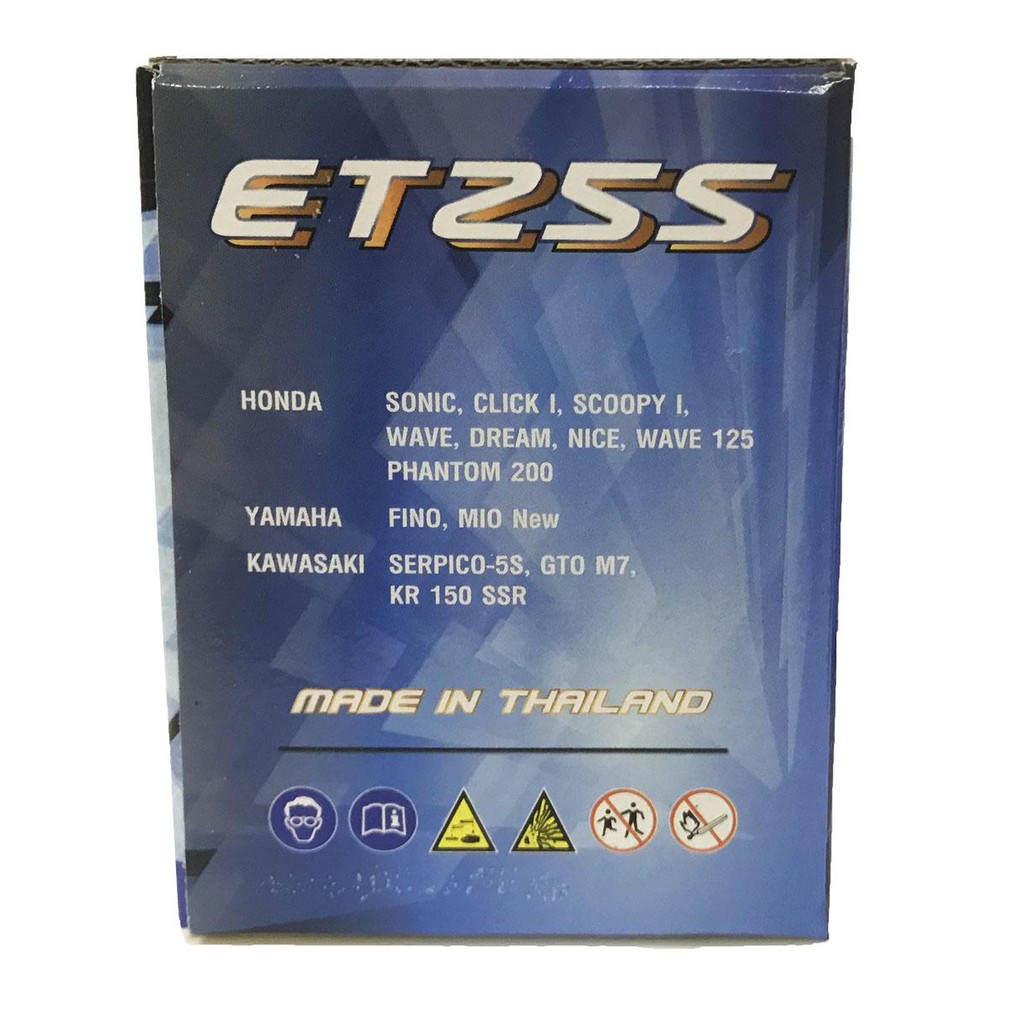 ETZ5S
HONDA SONIC, CLICK I, SCOOPY I,
WAVE, DREAM, NICE, WAVE 125
PHANTOM 200
YAMAHA FINO, MIO New
KAWASAKI SERPICO-5S, GTO M7,
KR 150 SSR
MADE IN THAILAND